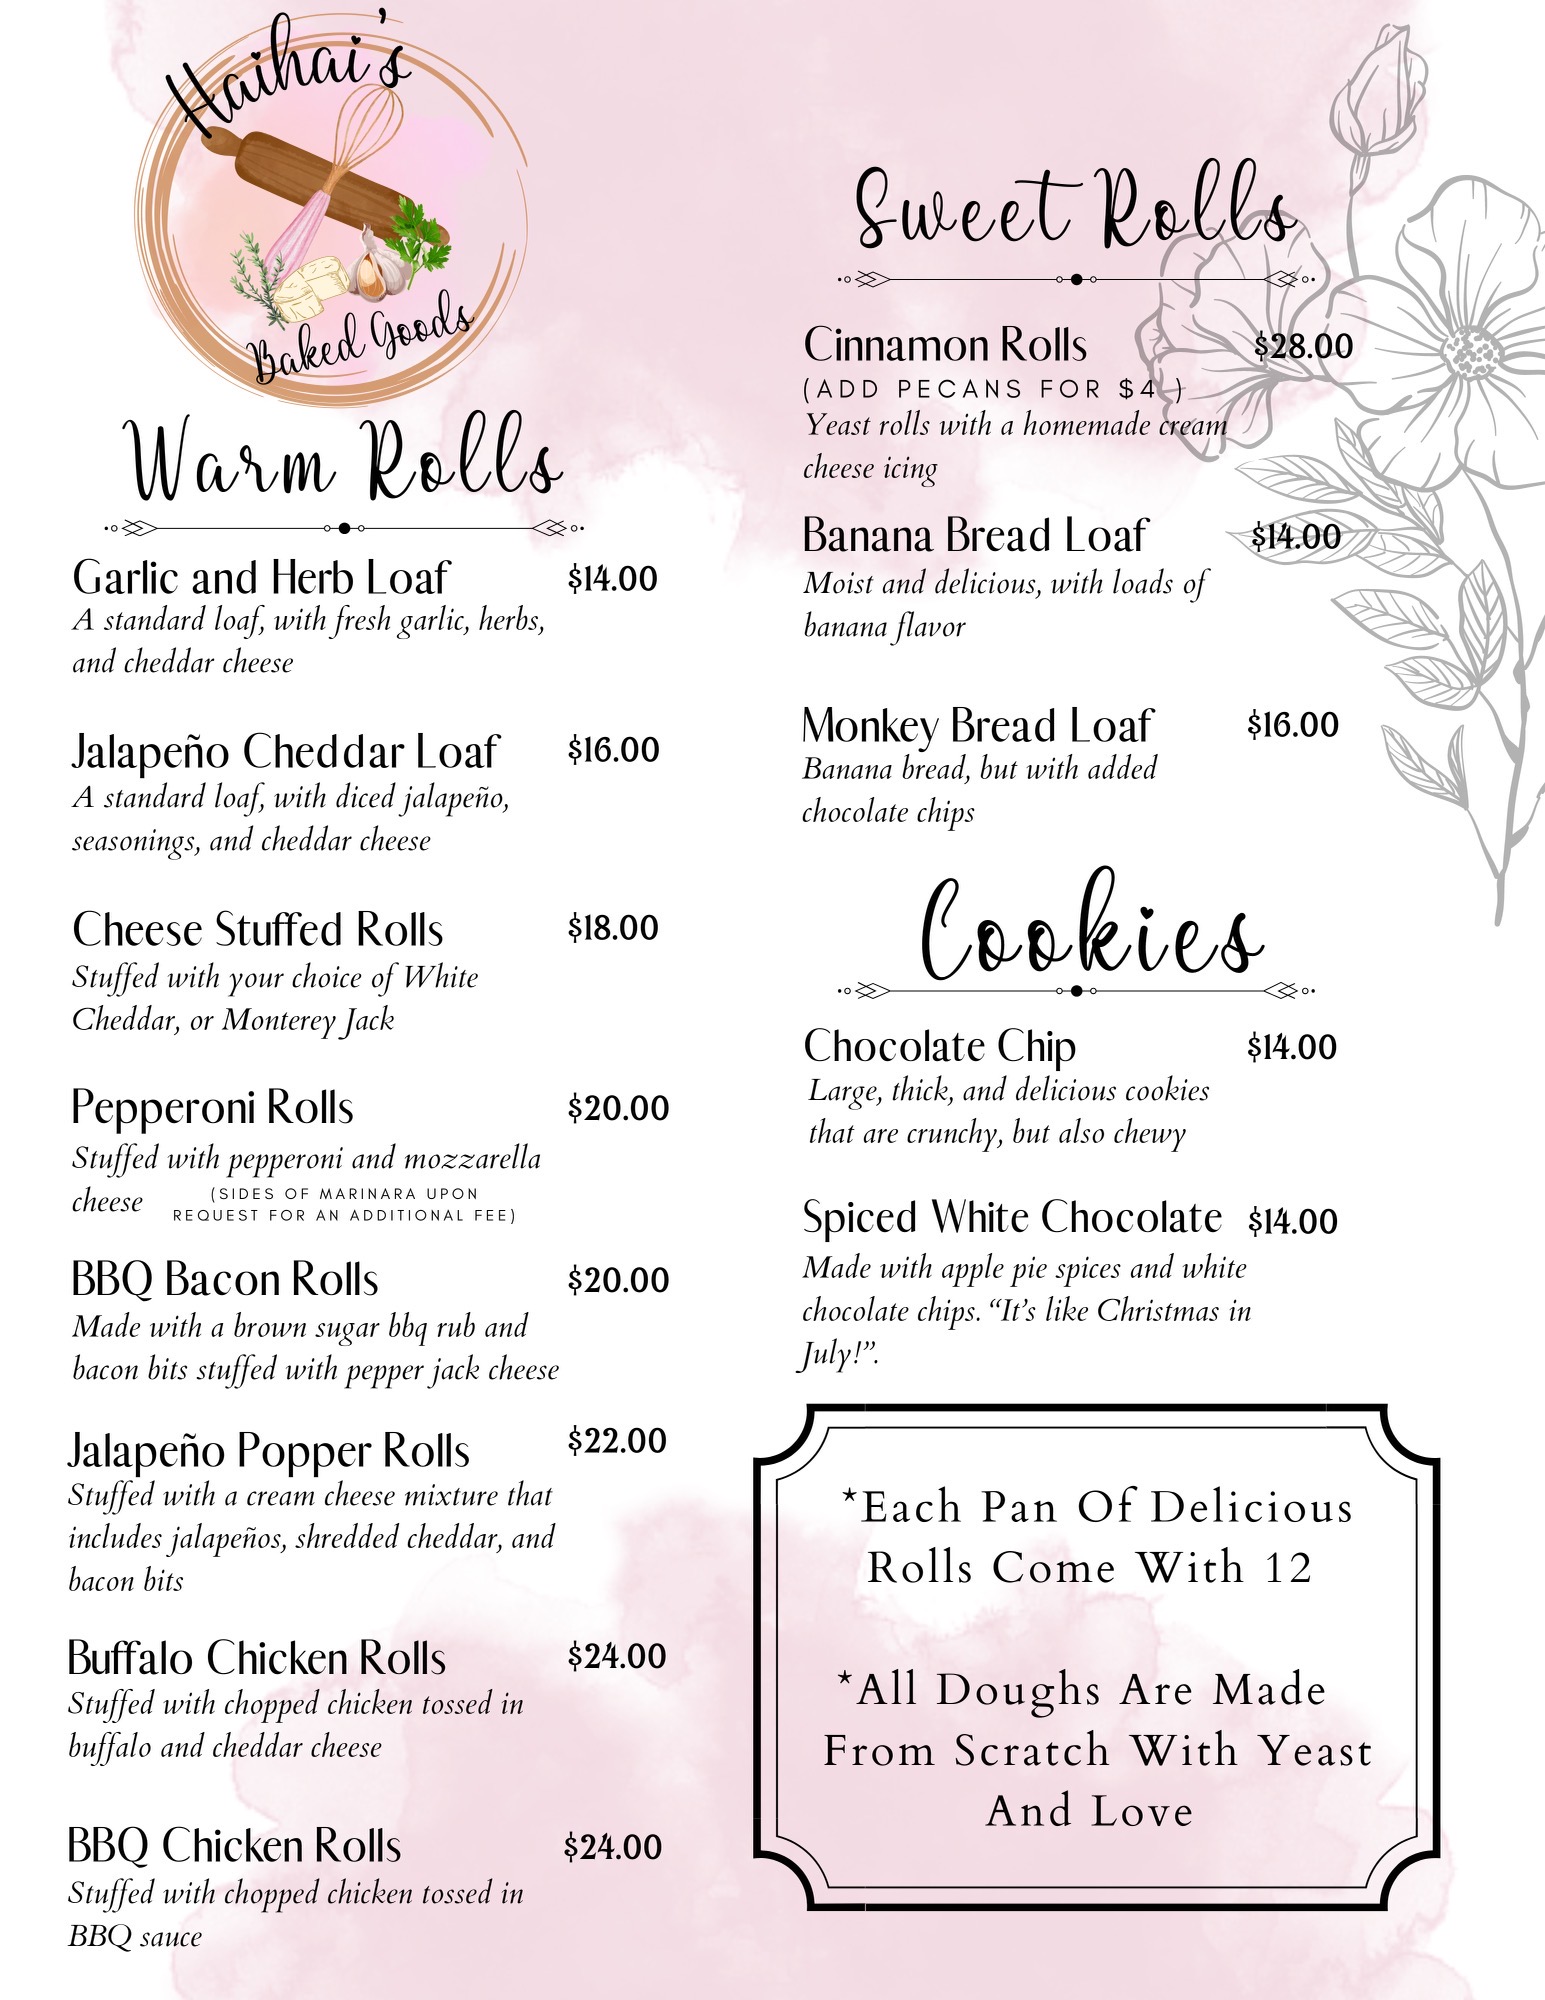 Haihai's
Baked Goods
Warm Rolls
Garlic and Herb Loaf $14.00
A standard loaf, with fresh garlic, herbs,
and cheddar cheese
Jalapeño Cheddar Loaf $16.00
A standard loaf, with diced jalapeño,
seasonings, and cheddar cheese
Cheese Stuffed Rolls $18.00
Stuffed with your choice of White
Cheddar, or Monterey Jack
Pepperoni Rolls $20.00
Stuffed with pepperoni and mozzarella
cheese
(SIDES OF MARINARA UPON
REQUEST FOR AN ADDITIONAL FEE)
BBQ Bacon Rolls $20.00
Made with a brown sugar bbq rub and
bacon bits stuffed with pepper jack cheese
Jalapeño Popper Rolls $22.00
Stuffed with a cream cheese mixture that
includes jalapeños, shredded cheddar, and
bacon bits
Buffalo Chicken Rolls $24.00
Stuffed with chopped chicken tossed in
buffalo and cheddar cheese
BBQ Chicken Rolls $24.00
Stuffed with chopped chicken tossed in
BBQ sauce
Sweet Rolls
Cinnamon Rolls $28.00
(ADD PECANS FOR $4 )
Yeast rolls with a homemade cream
cheese icing
Banana Bread Loaf $14.00
Moist and delicious, with loads of
banana flavor
Monkey Bread Loaf $16.00
Banana bread, but with added
chocolate chips
Cookies
Chocolate Chip $14.00
Large, thick, and delicious cookies
that are crunchy, but also chewy
Spiced White Chocolate $14.00
Made with apple pie spices and white
chocolate chips. “It’s like Christmas in
July!”.
*Each Pan Of Delicious
Rolls Come With 12
*All Doughs Are Made
From Scratch With Yeast
And Love